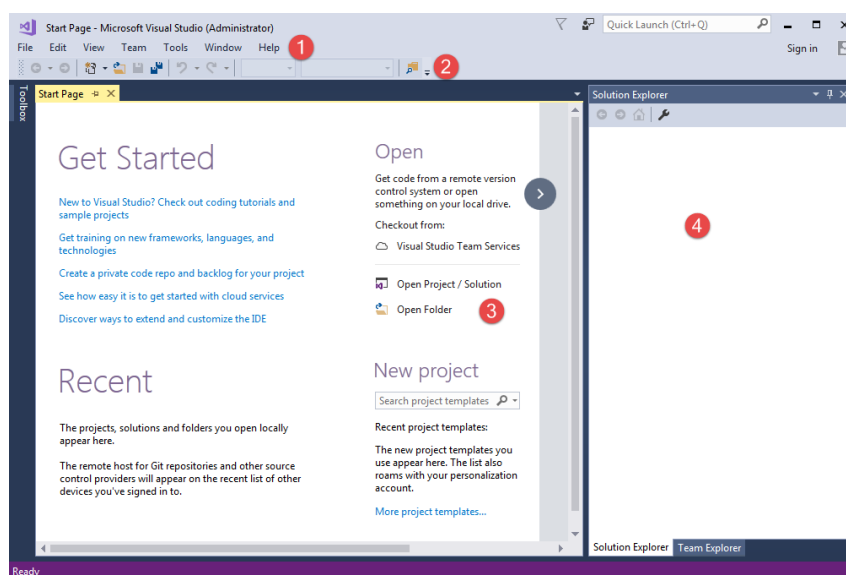 Start Page - Microsoft Visual Studio (Administrator)
Quick Launch (Ctrl+Q)
File Edit View Team Tools Window Help
1
Sign in
2
Toolbox
Start Page
Solution Explorer
Get Started
New to Visual Studio? Check out coding tutorials and
sample projects
Get training on new frameworks, languages, and
technologies
Create a private code repo and backlog for your project
See how easy it is to get started with cloud services
Discover ways to extend and customize the IDE
Open
Get code from a remote version
control system or open
something on your local drive.
Checkout from:
Visual Studio Team Services
Open Project / Solution
Open Folder
3
4
Recent
The projects, solutions and folders you open locally
appear here.
The remote host for Git repositories and other source
control providers will appear on the recent list of other
devices you've signed in to.
New project
Search project templates
Recent project templates:
The new project templates you
use appear here. The list also
roams with your personalization
account.
More project templates...
Solution Explorer Team Explorer
Ready